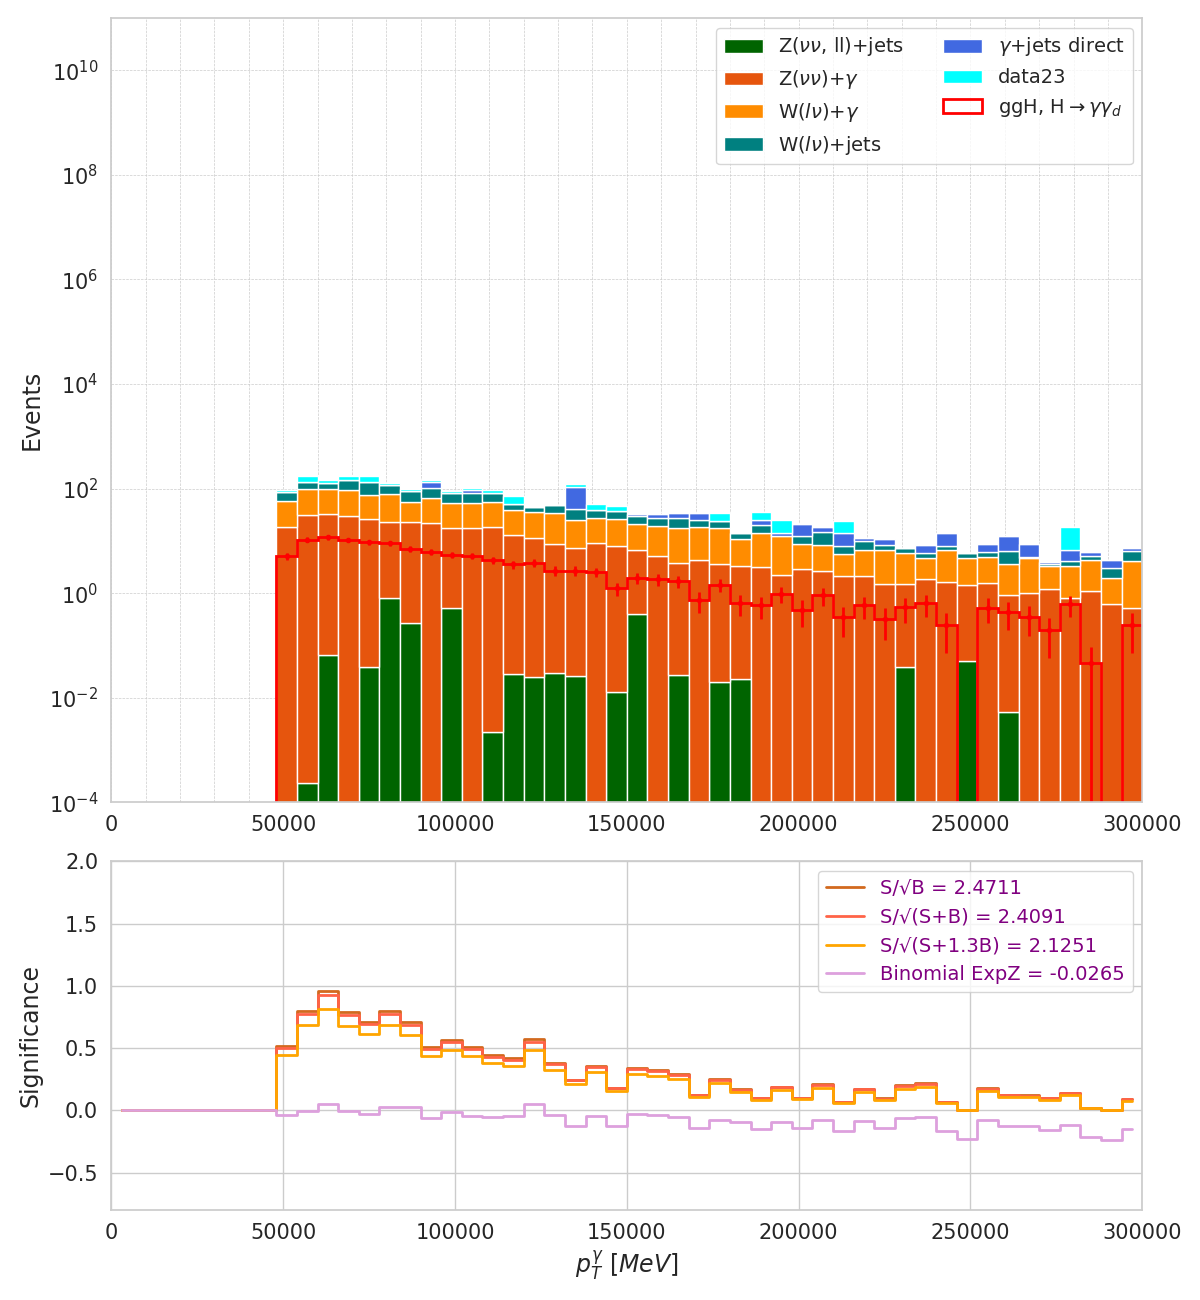 Z(νν, ll)+jets
Z(νν)+γ
W(lν)+γ
W(lν)+jets
γ+jets direct
data23
ggH, H→γγ_d
Events
10^10
10^8
10^6
10^4
10^2
10^0
10^−2
10^−4
0 50000 100000 150000 200000 250000 300000
S/√B = 2.4711
S/√(S+B) = 2.4091
S/√(S+1.3B) = 2.1251
Binomial ExpZ = -0.0265
Significance
2.0
1.5
1.0
0.5
0.0
−0.5
0 50000 100000 150000 200000 250000 300000
p_T^γ [MeV]